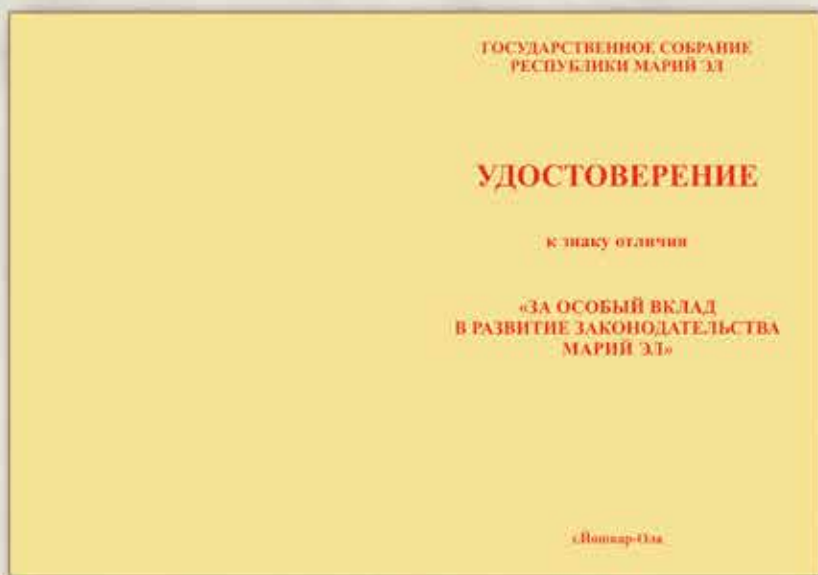 ГОСУДАРСТВЕННОЕ СОБРАНИЕ
РЕСПУБЛИКИ МАРИЙ ЭЛ
УДОСТОВЕРЕНИЕ
к знаку отличия
«ЗА ОСОБЫЙ ВКЛАД
В РАЗВИТИЕ ЗАКОНОДАТЕЛЬСТВА
МАРИЙ ЭЛ»
г.Йошкар-Ола